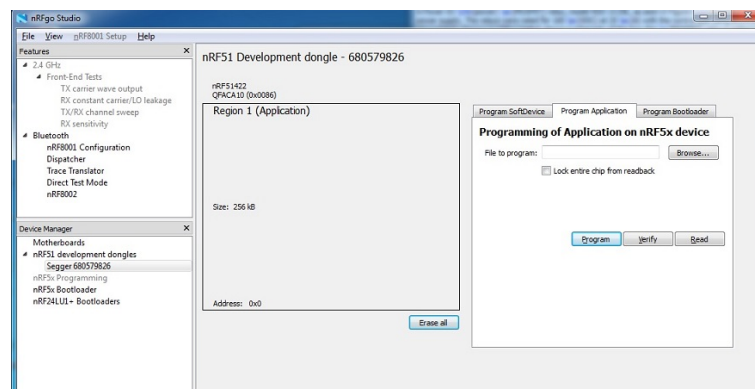 nRFgo Studio
File View nRF8001 Setup Help
Features
2.4 GHz
Front-End Tests
TX carrier wave output
RX constant carrier/LO leakage
TX/RX channel sweep
RX sensitivity
Bluetooth
nRF8001 Configuration
Dispatcher
Trace Translator
Direct Test Mode
nRF8002
Device Manager
Motherboards
nRF51 development dongles
Segger 680579826
nRF5x Programming
nRF5x Bootloader
nRF24LU1+ Bootloaders
nRF51 Development dongle - 680579826
nRF51422
QFACA10 (0x0086)
Region 1 (Application)
Size: 256 kB
Address: 0x0
Erase all
Program SoftDevice Program Application Program Bootloader
Programming of Application on nRF5x device
File to program: Browse...
Lock entire chip from readback
Program Verify Read